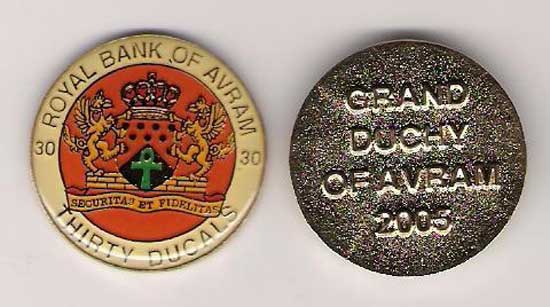 ROYAL BANK OF AVRAM
30 30
SECURITAS ET FIDELITAS
THIRTY DUCALS
GRAND
DUCHY
OF AVRAM
2005